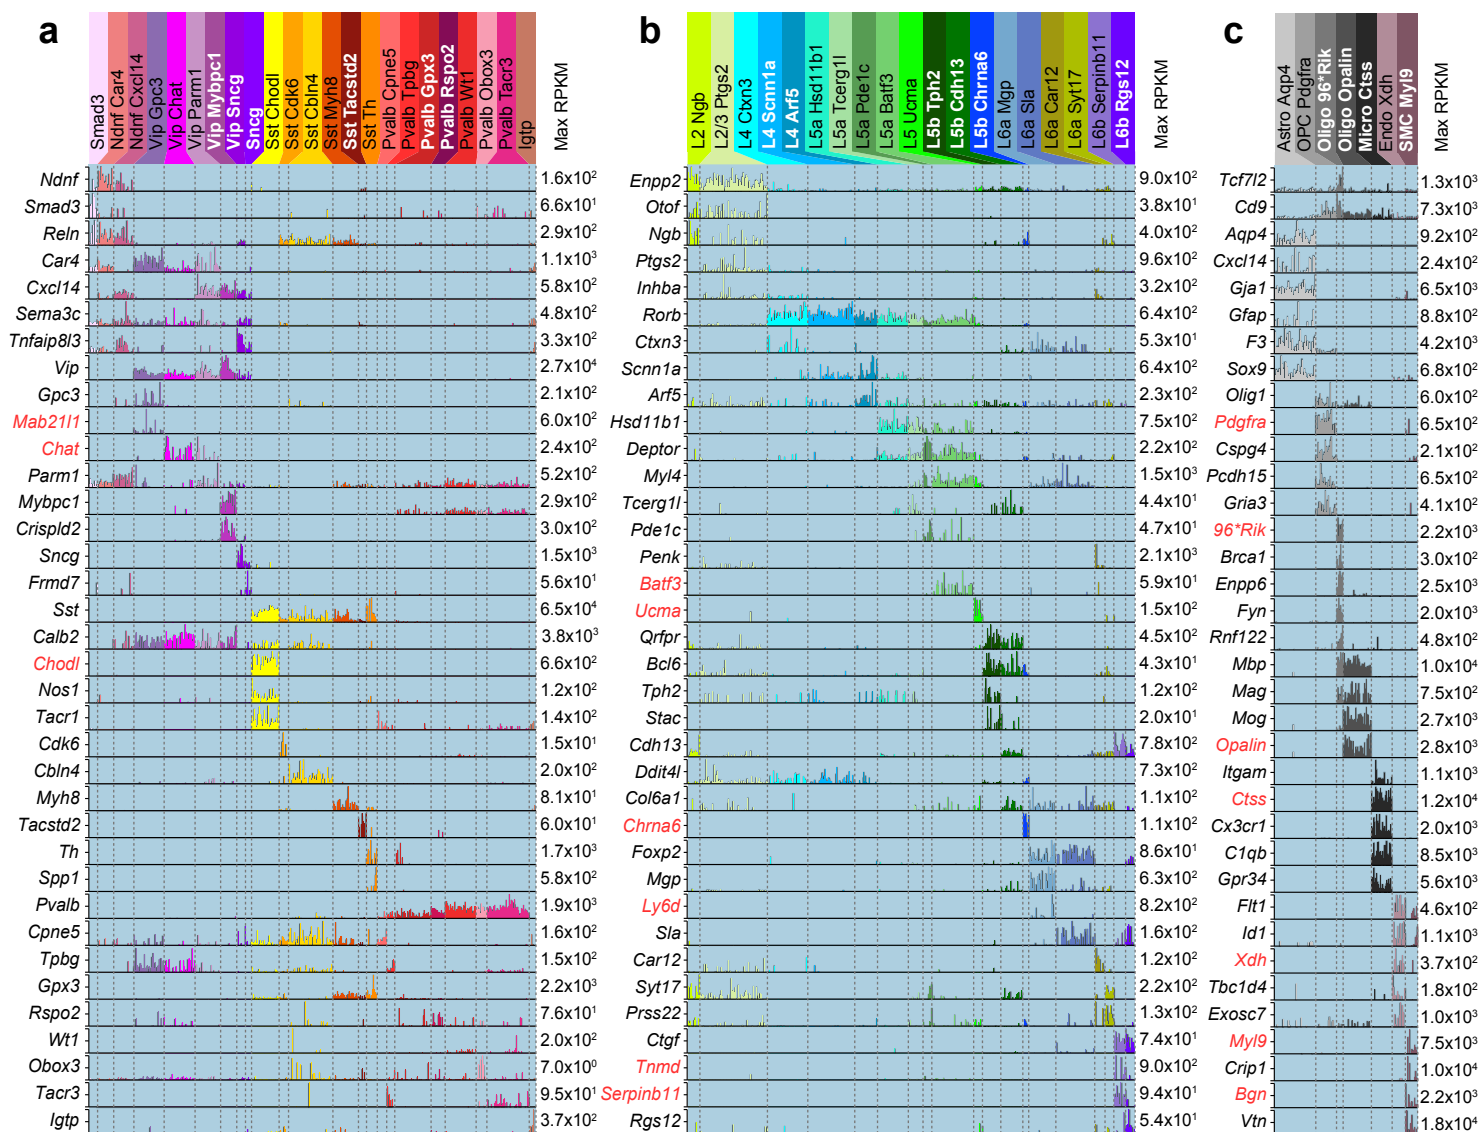 a
Smad3
Ndnf Car4
Ndnf Cxcl14
Vip Gpc3
Vip Chat
Vip Parm1
Vip Mybpc1
Vip Sncg
Sncg
Sst Chodl
Sst Cdk6
Sst Cbln4
Sst Myh8
Sst Tacstd2
Sst Th
Pvalb Cpne5
Pvalb Tpbg
Pvalb Gpx3
Pvalb Rspo2
Pvalb Wt1
Pvalb Obox3
Pvalb Tacr3
Igtp
Max RPKM
Ndnf 1.6x10²
Smad3 6.6x10¹
Reln 2.9x10²
Car4 1.1x10³
Cxcl14 5.8x10²
Sema3c 4.8x10²
Tnfaip8l3 3.3x10²
Vip 2.7x10⁴
Gpc3 2.1x10²
Mab21l1 6.0x10²
Chat 2.4x10²
Parm1 5.2x10²
Mybpc1 2.9x10²
Crispld2 3.0x10²
Sncg 1.5x10³
Frmd7 5.6x10¹
Sst 6.5x10⁴
Calb2 3.8x10³
Chodl 6.6x10²
Nos1 1.2x10²
Tacr1 1.4x10²
Cdk6 1.5x10¹
Cbln4 2.0x10²
Myh8 8.1x10¹
Tacstd2 6.0x10¹
Th 1.7x10³
Spp1 5.8x10²
Pvalb 1.9x10³
Cpne5 1.6x10²
Tpbg 1.5x10²
Gpx3 2.2x10³
Rspo2 7.6x10¹
Wt1 2.0x10²
Obox3 7.0x10⁰
Tacr3 9.5x10¹
Igtp 3.7x10²
b
L2 Ngb
L2/3 Ptgs2
L4 Ctxn3
L4 Scnn1a
L4 Arf5
L5a Hsd11b1
L5a Tcerg1l
L5a Pde1c
L5a Batf3
L5 Ucma
L5b Tph2
L5b Cdh13
L5b Chrna6
L6a Mgp
L6a Sla
L6a Car12
L6a Syt17
L6b Serpinb11
L6b Rgs12
Max RPKM
Enpp2 9.0x10²
Otof 3.8x10¹
Ngb 4.0x10²
Ptgs2 9.6x10²
Inhba 3.2x10²
Rorb 6.4x10²
Ctxn3 5.3x10¹
Scnn1a 6.4x10²
Arf5 2.3x10²
Hsd11b1 7.5x10²
Deptor 2.2x10²
Myl4 1.5x10³
Tcerg1l 4.4x10¹
Pde1c 4.7x10¹
Penk 2.1x10³
Batf3 5.9x10¹
Ucma 1.5x10²
Qrfpr 4.5x10²
Bcl6 4.3x10¹
Tph2 1.2x10²
Stac 2.0x10¹
Cdh13 7.8x10²
Ddit4l 7.3x10²
Col6a1 1.1x10²
Chrna6 1.1x10²
Foxp2 8.6x10¹
Mgp 6.3x10²
Ly6d 8.2x10²
Sla 1.6x10²
Car12 1.2x10²
Syt17 2.2x10²
Prss22 1.3x10²
Ctgf 7.4x10¹
Tnmd 9.0x10²
Serpinb11 9.4x10¹
Rgs12 5.4x10¹
c
Astro Aqp4
OPC Pdgfra
Oligo 96*Rik
Oligo Opalin
Micro Ctss
Endo Xdh
SMC Myl9
Max RPKM
Tcf7l2 1.3x10³
Cd9 7.3x10³
Aqp4 9.2x10²
Cxcl14 2.4x10²
Gja1 6.5x10³
Gfap 8.8x10²
F3 4.2x10³
Sox9 6.8x10²
Olig1 6.0x10²
Pdgfra 6.5x10²
Cspg4 2.1x10²
Pcdh15 6.5x10²
Gria3 4.1x10²
96*Rik 2.2x10³
Brca1 3.0x10²
Enpp6 2.5x10³
Fyn 2.0x10³
Rnf122 4.8x10²
Mbp 1.0x10⁴
Mag 7.5x10²
Mog 2.7x10³
Opalin 2.8x10³
Itgam 1.1x10³
Ctss 1.2x10⁴
Cx3cr1 2.0x10³
C1qb 8.5x10³
Gpr34 5.6x10³
Flt1 4.6x10²
Id1 1.1x10³
Xdh 3.7x10²
Tbc1d4 1.8x10²
Exosc7 1.0x10³
Myl9 7.5x10³
Crip1 1.0x10⁴
Bgn 2.2x10³
Vtn 1.8x10⁴